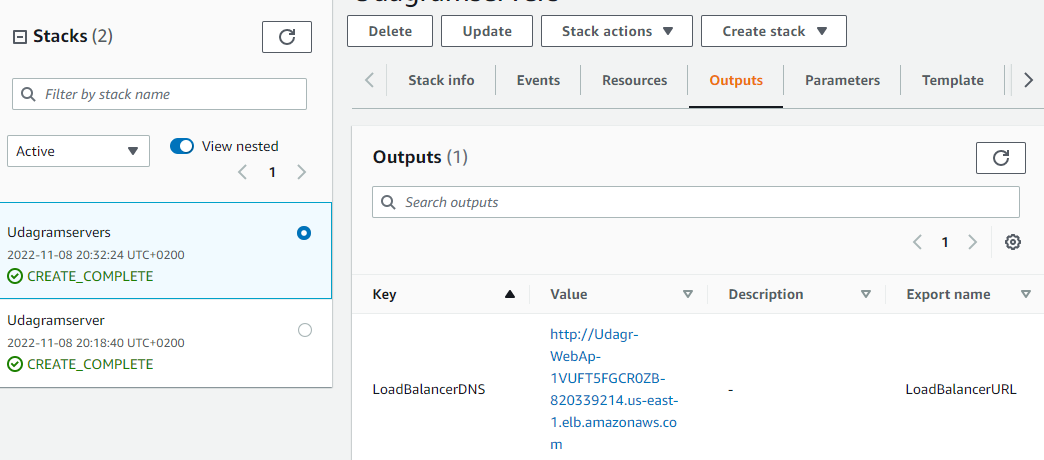 Udagramservers
Stacks (2)
Delete
Update
Stack actions
Create stack
Filter by stack name
Active
View nested
1
Udagramservers
2022-11-08 20:32:24 UTC+0200
CREATE_COMPLETE
Udagramserver
2022-11-08 20:18:40 UTC+0200
CREATE_COMPLETE
Stack info
Events
Resources
Outputs
Parameters
Template
Outputs (1)
Search outputs
1
Key
Value
Description
Export name
LoadBalancerDNS
http://Udagr-
WebAp-
1VUFT5FGCR0ZB-
820339214.us-east-
1.elb.amazonaws.co
m
-
LoadBalancerURL